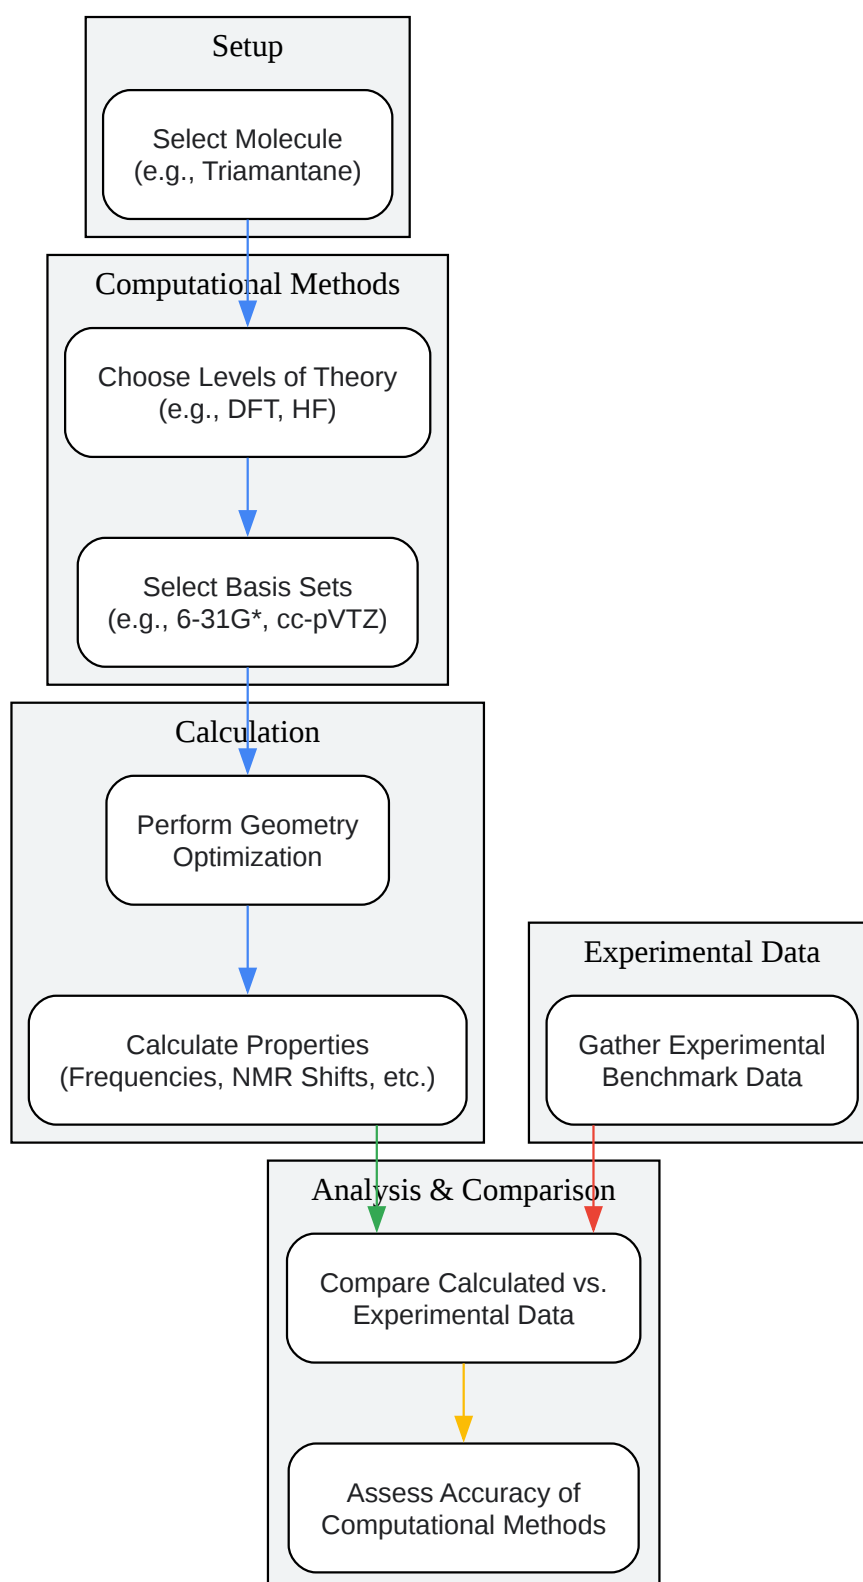 Setup
Select Molecule
(e.g., Triamantane)
Computational Methods
Choose Levels of Theory
(e.g., DFT, HF)
Select Basis Sets
(e.g., 6-31G*, cc-pVTZ)
Calculation
Perform Geometry
Optimization
Calculate Properties
(Frequencies, NMR Shifts, etc.)
Experimental Data
Gather Experimental
Benchmark Data
Analysis & Comparison
Compare Calculated vs.
Experimental Data
Assess Accuracy of
Computational Methods